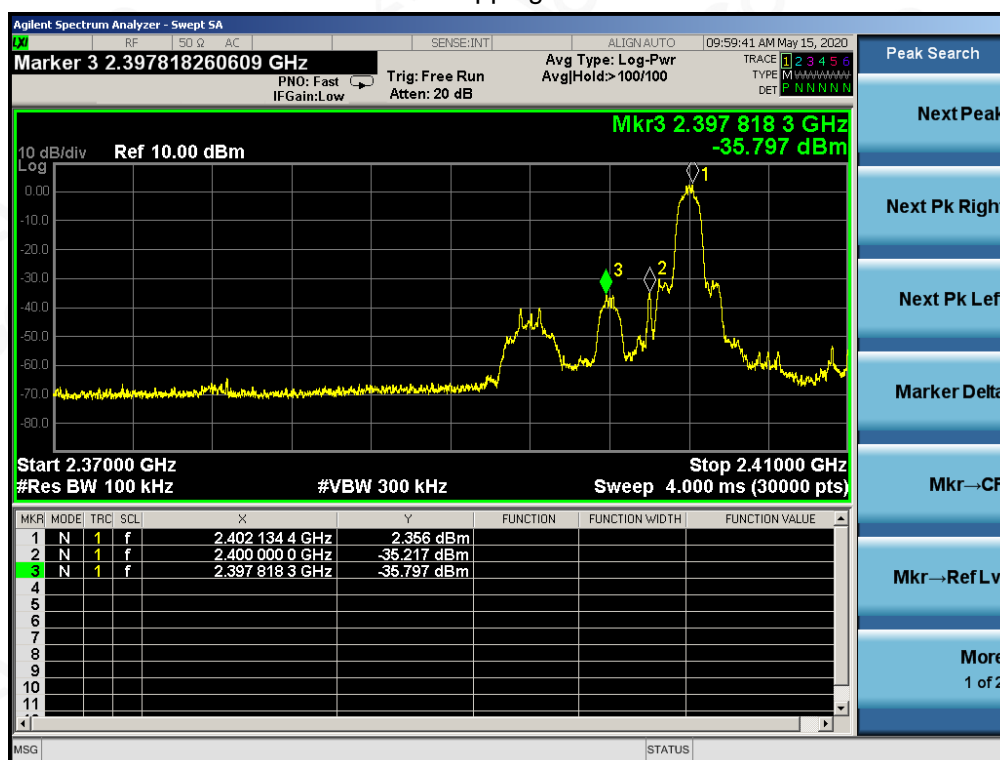 pping
Agilent Spectrum Analyzer - Swept SA
LXI RF 50 Ω AC SENSE:INT ALIGNAUTO 09:59:41 AM May 15, 2020
Marker 3 2.397818260609 GHz
PNO: Fast
IFGain:Low
Trig: Free Run
Atten: 20 dB
Avg Type: Log-Pwr
Avg|Hold:>100/100
TRACE 1 2 3 4 5 6
TYPE M
DET P N N N N N
Mkr3 2.397 818 3 GHz
-35.797 dBm
10 dB/div Ref 10.00 dBm
Log
0.00
-10.0
-20.0
-30.0
-40.0
-50.0
-60.0
-70.0
-80.0
1
2
3
Start 2.37000 GHz Stop 2.41000 GHz
#Res BW 100 kHz #VBW 300 kHz Sweep 4.000 ms (30000 pts)
MKR MODE TRC SCL X Y FUNCTION FUNCTION WIDTH FUNCTION VALUE
1 N 1 f 2.402 134 4 GHz 2.356 dBm
2 N 1 f 2.400 000 0 GHz -35.217 dBm
3 N 1 f 2.397 818 3 GHz -35.797 dBm
4
5
6
7
8
9
10
11
MSG STATUS
Peak Search
Next Peak
Next Pk Right
Next Pk Left
Marker Delta
Mkr→CF
Mkr→Ref Lv
More
1 of 2